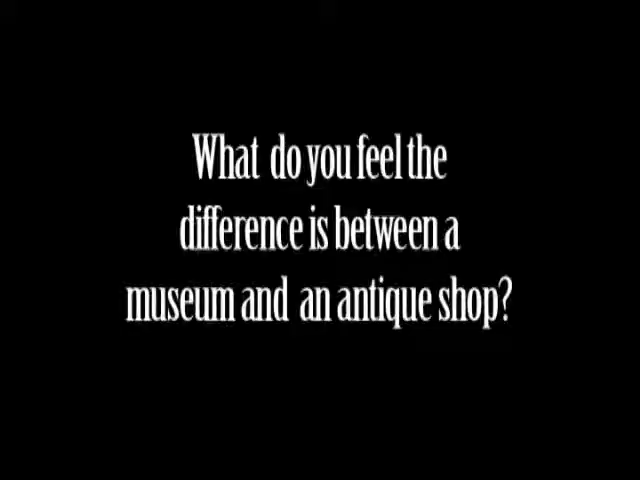 What do you feel the
difference is between a
museum and an antique shop?